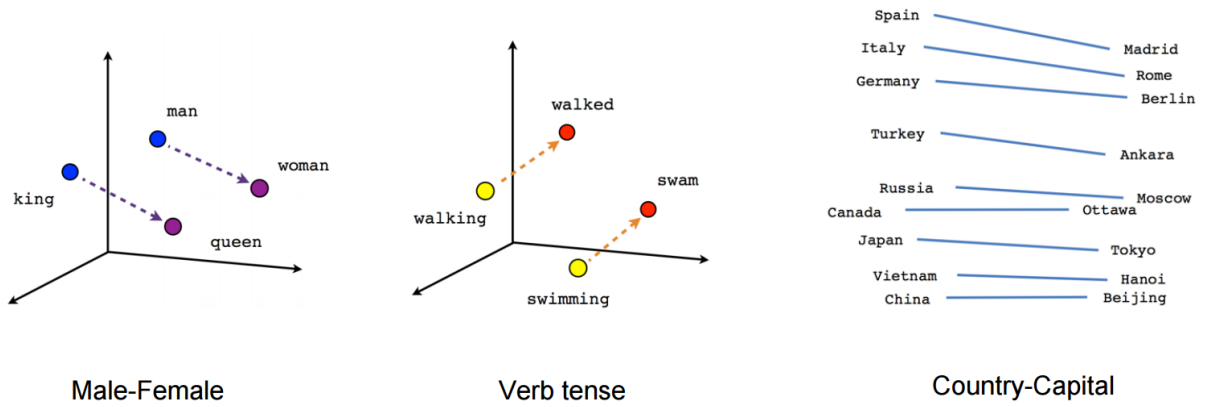 man
woman
king
queen
Male-Female
walked
swam
walking
swimming
Verb tense
Spain
Madrid
Italy
Rome
Germany
Berlin
Turkey
Ankara
Russia
Moscow
Canada
Ottawa
Japan
Tokyo
Vietnam
Hanoi
China
Beijing
Country-Capital